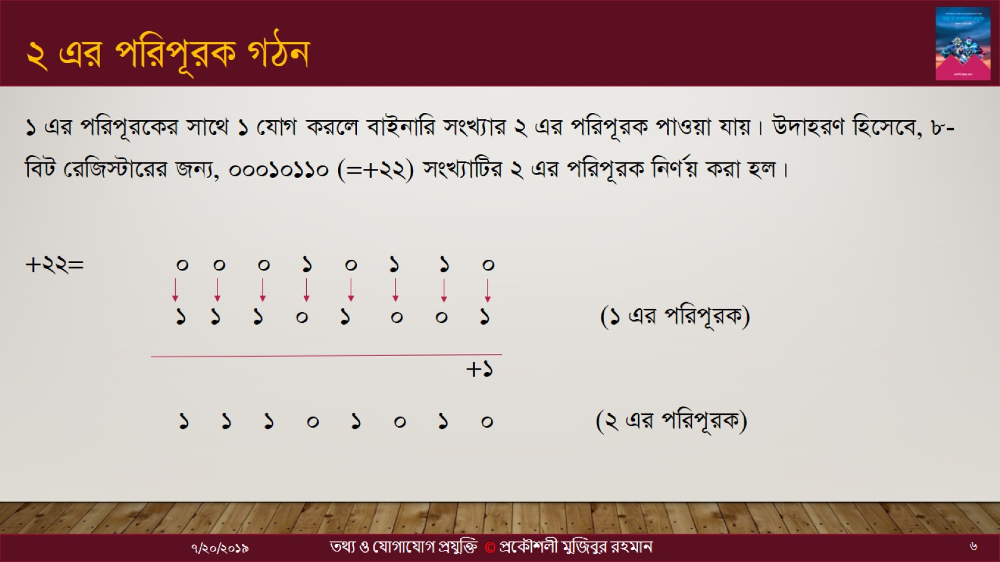 ২ এর পরিপূরক গঠন
১ এর পরিপূরকের সাথে ১ যোগ করলে বাইনারি সংখ্যার ২ এর পরিপূরক পাওয়া যায়। উদাহরণ হিসেবে, ৮-
বিট রেজিস্টারের জন্য, ০০০১০১১০ (=+২২) সংখ্যাটির ২ এর পরিপূরক নির্ণয় করা হল।
+২২= ০ ০ ০ ১ ০ ১ ১ ০
১ ১ ১ ০ ১ ০ ০ ১ (১ এর পরিপূরক)
+১
১ ১ ১ ০ ১ ০ ১ ০ (২ এর পরিপূরক)
৭/২০/২০১৯ তথ্য ও যোগাযোগ প্রযুক্তি © প্রকৌশলী মুজিবুর রহমান ৬